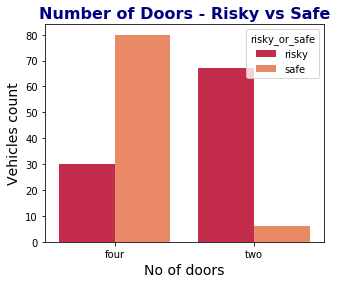 Number of Doors - Risky vs Safe
risky_or_safe
risky
safe
Vehicles count
80
70
60
50
40
30
20
10
0
four
two
No of doors